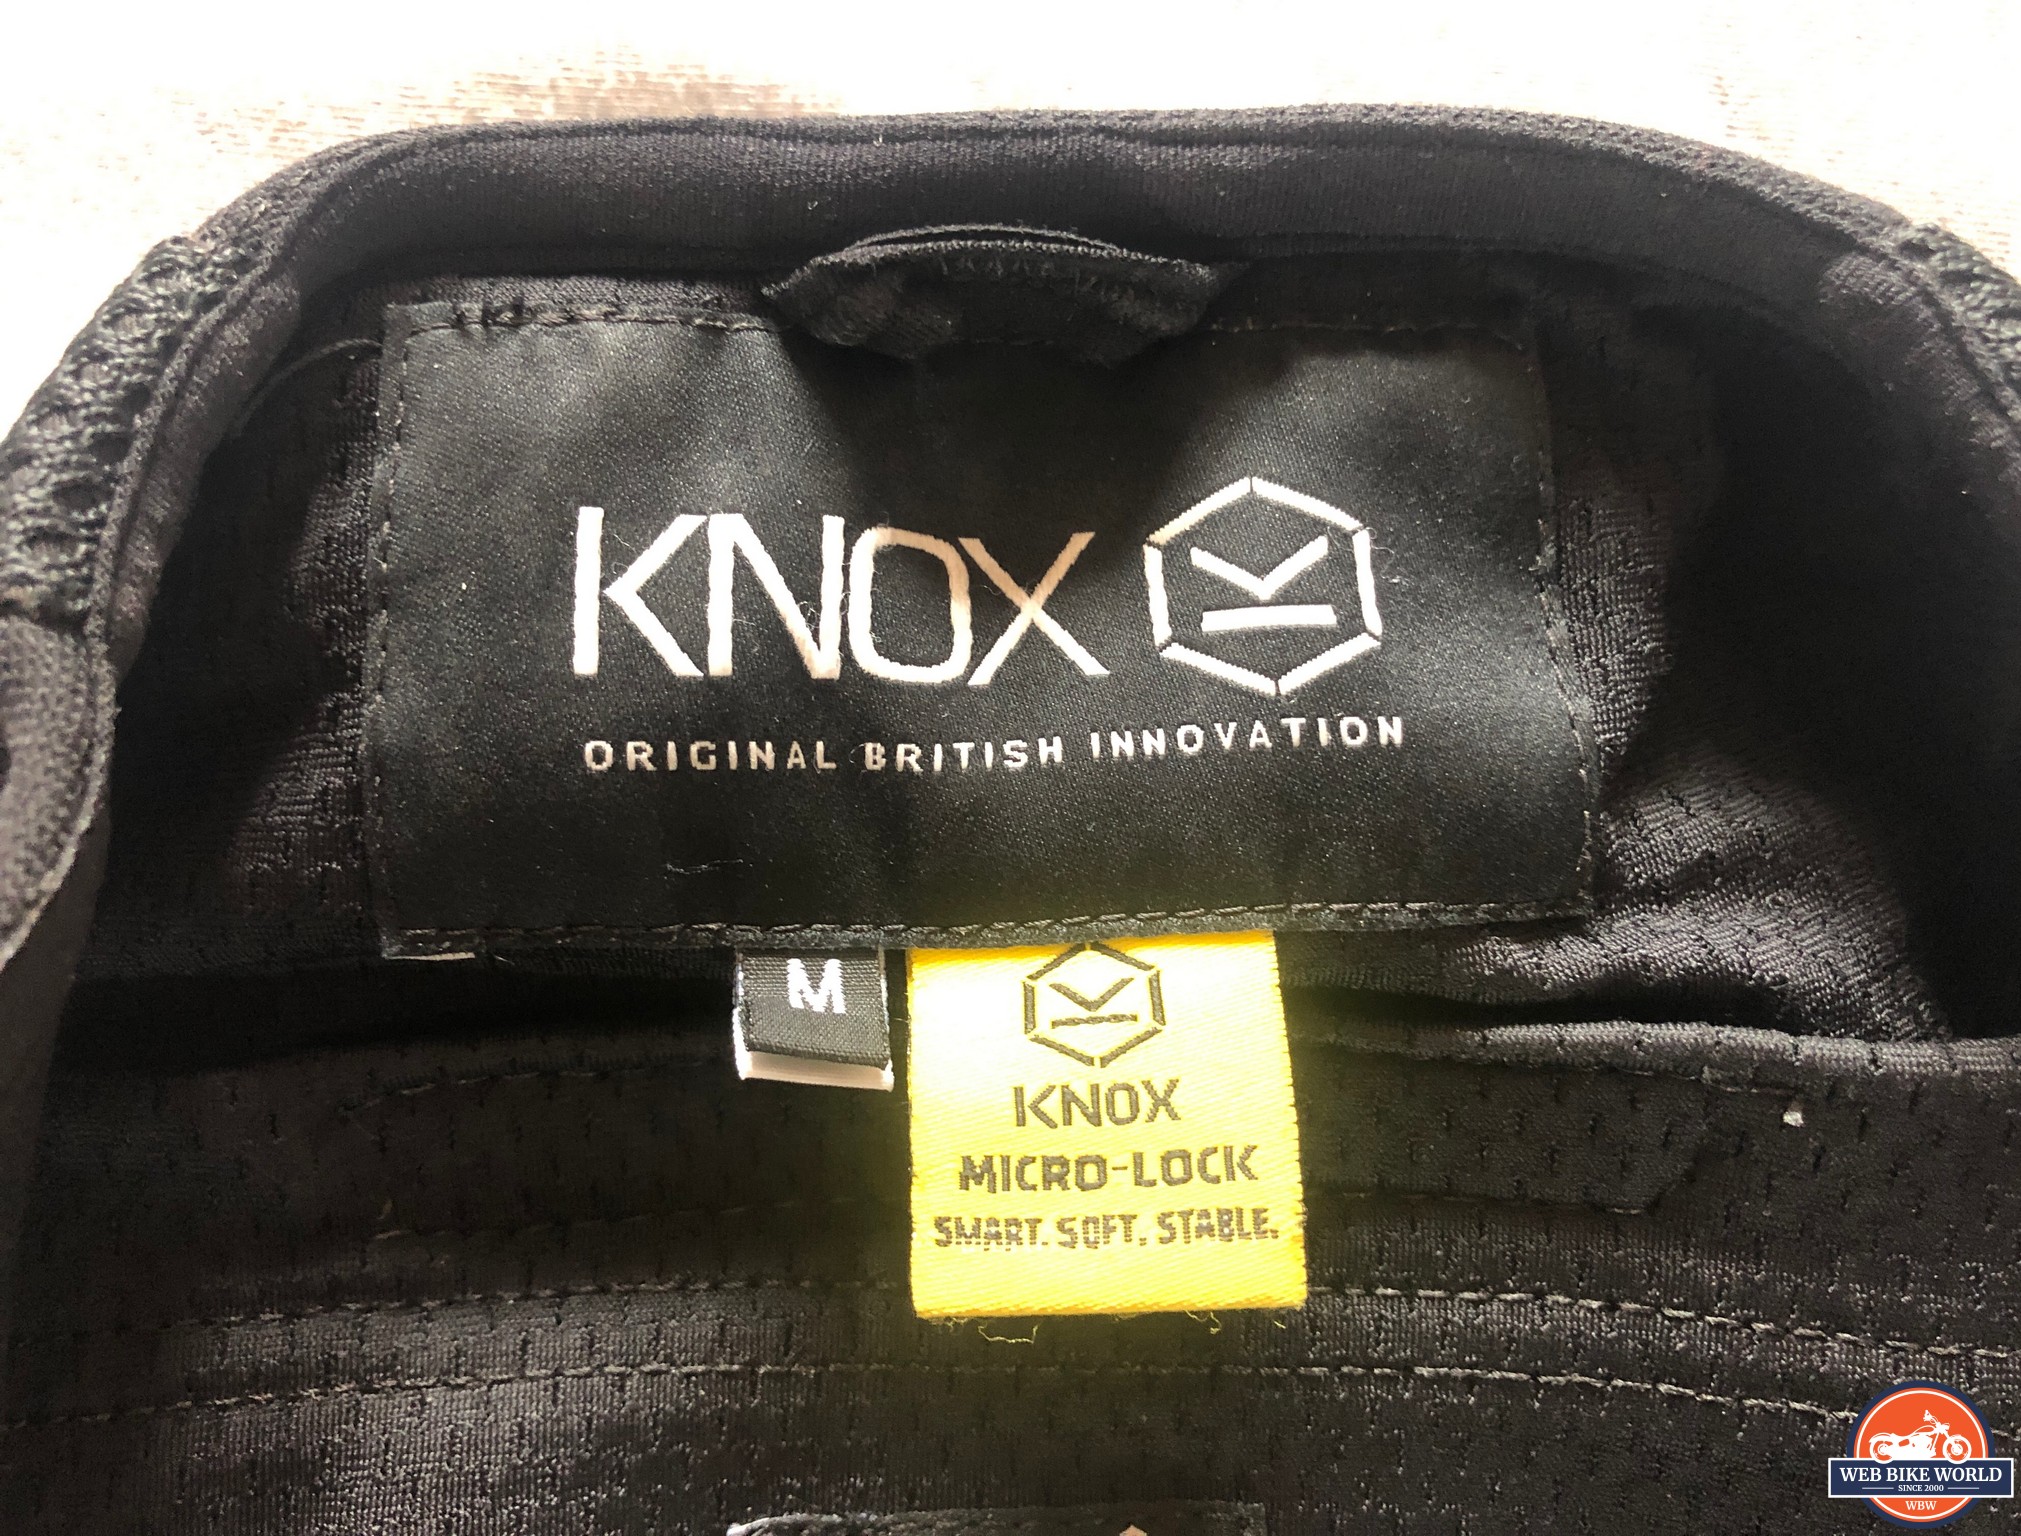 KNOX
ORIGINAL BRITISH INNOVATION
M
KNOX
MICRO-LOCK
SMART. SOFT. STABLE.
WEB BIKE WORLD
SINCE 2000
WBW